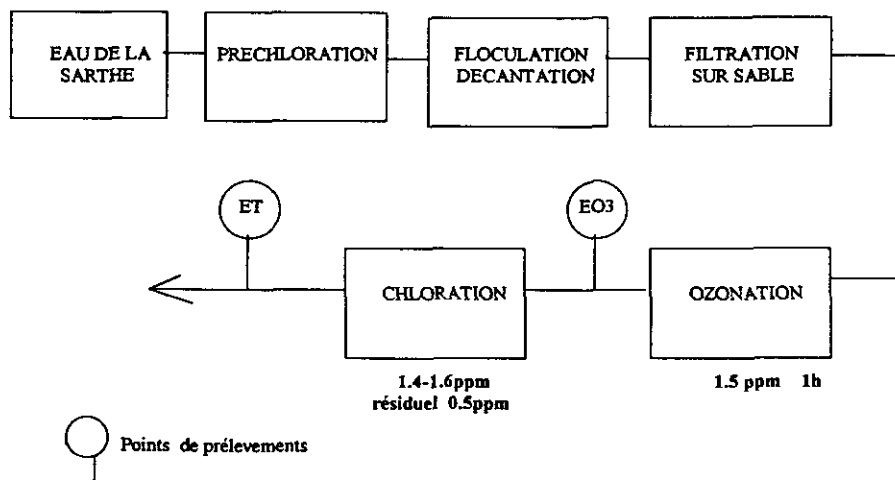 EAU DE LA
SARTHE
PRECHLORATION
FLOCULATION
DECANTATION
FILTRATION
SUR SABLE
ET
EO3
CHLORATION
OZONATION
1.4-1.6ppm
résiduel 0.5ppm
1.5 ppm 1h
Points de prélevements